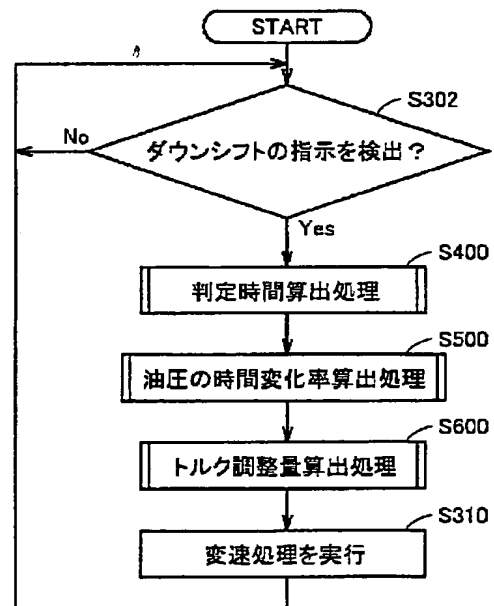 START
S302
ダウンシフトの指示を検出？
No
Yes
S400
判定時間算出処理
S500
油圧の時間変化率算出処理
S600
トルク調整量算出処理
S310
変速処理を実行